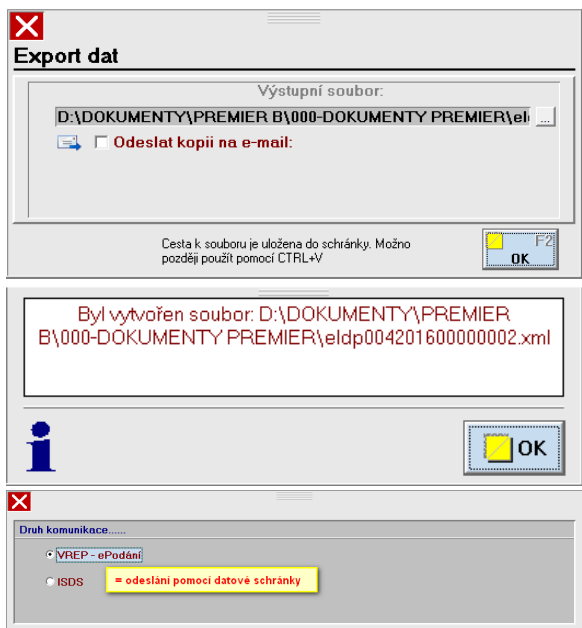 Export dat
Výstupní soubor:
D:\DOKUMENTY\PREMIER B\000-DOKUMENTY PREMIER\el
...
Odeslat kopii na e-mail:
Cesta k souboru je uložena do schránky. Možno
později použít pomocí CTRL+V
F2
OK
Byl vytvořen soubor: D:\DOKUMENTY\PREMIER
B\000-DOKUMENTY PREMIER\eldp004201600000002.xml
OK
Druh komunikace......
VREP - ePodání
ISDS
= odeslání pomocí datové schránky